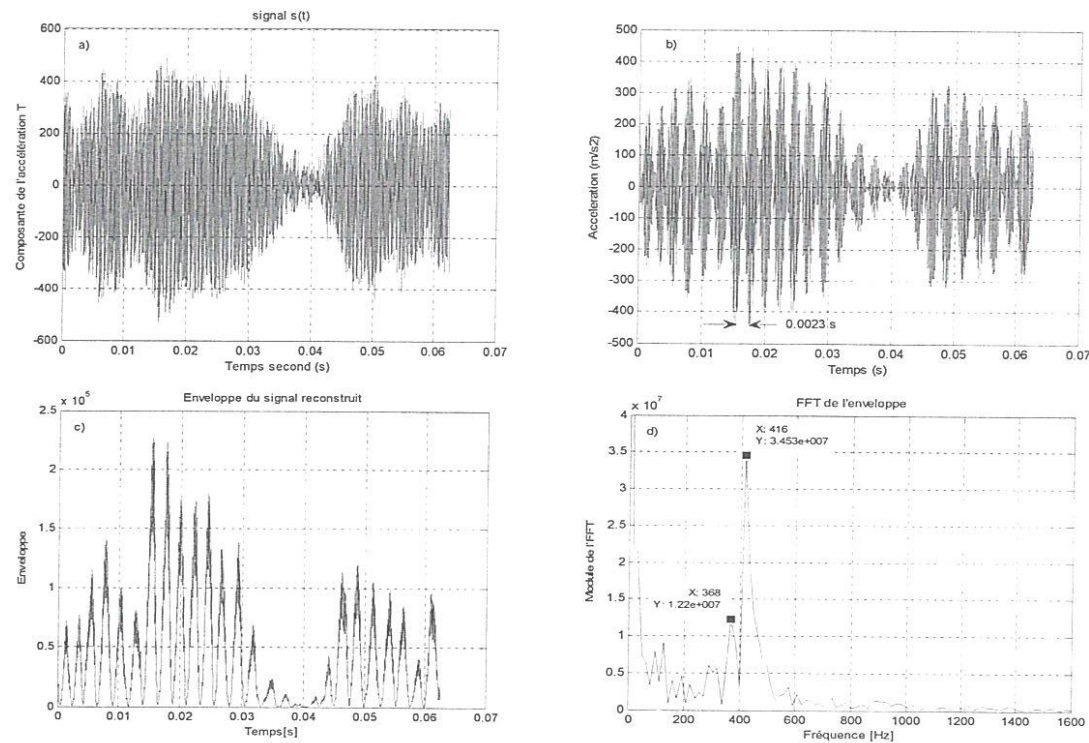 signal s(t)
a)
Composante de l'accélération T
600
400
200
0
-200
-400
-600
0 0.01 0.02 0.03 0.04 0.05 0.06 0.07
Temps second (s)
b)
Acceleration (m/s2)
500
400
300
200
100
0
-100
-200
-300
-400
-500
0.0023 s
0 0.01 0.02 0.03 0.04 0.05 0.06 0.07
Temps (s)
x 10^5
Enveloppe du signal reconstruit
c)
Enveloppe
2.5
2
1.5
1
0.5
0
0 0.01 0.02 0.03 0.04 0.05 0.06 0.07
Temps[s]
x 10^7
FFT de l'enveloppe
d)
X: 416
Y: 3.453e+007
X: 368
Y: 1.22e+007
Module de l'FFT
4
3.5
3
2.5
2
1.5
1
0.5
0
0 200 400 600 800 1000 1200 1400 1600
Fréquence [Hz]